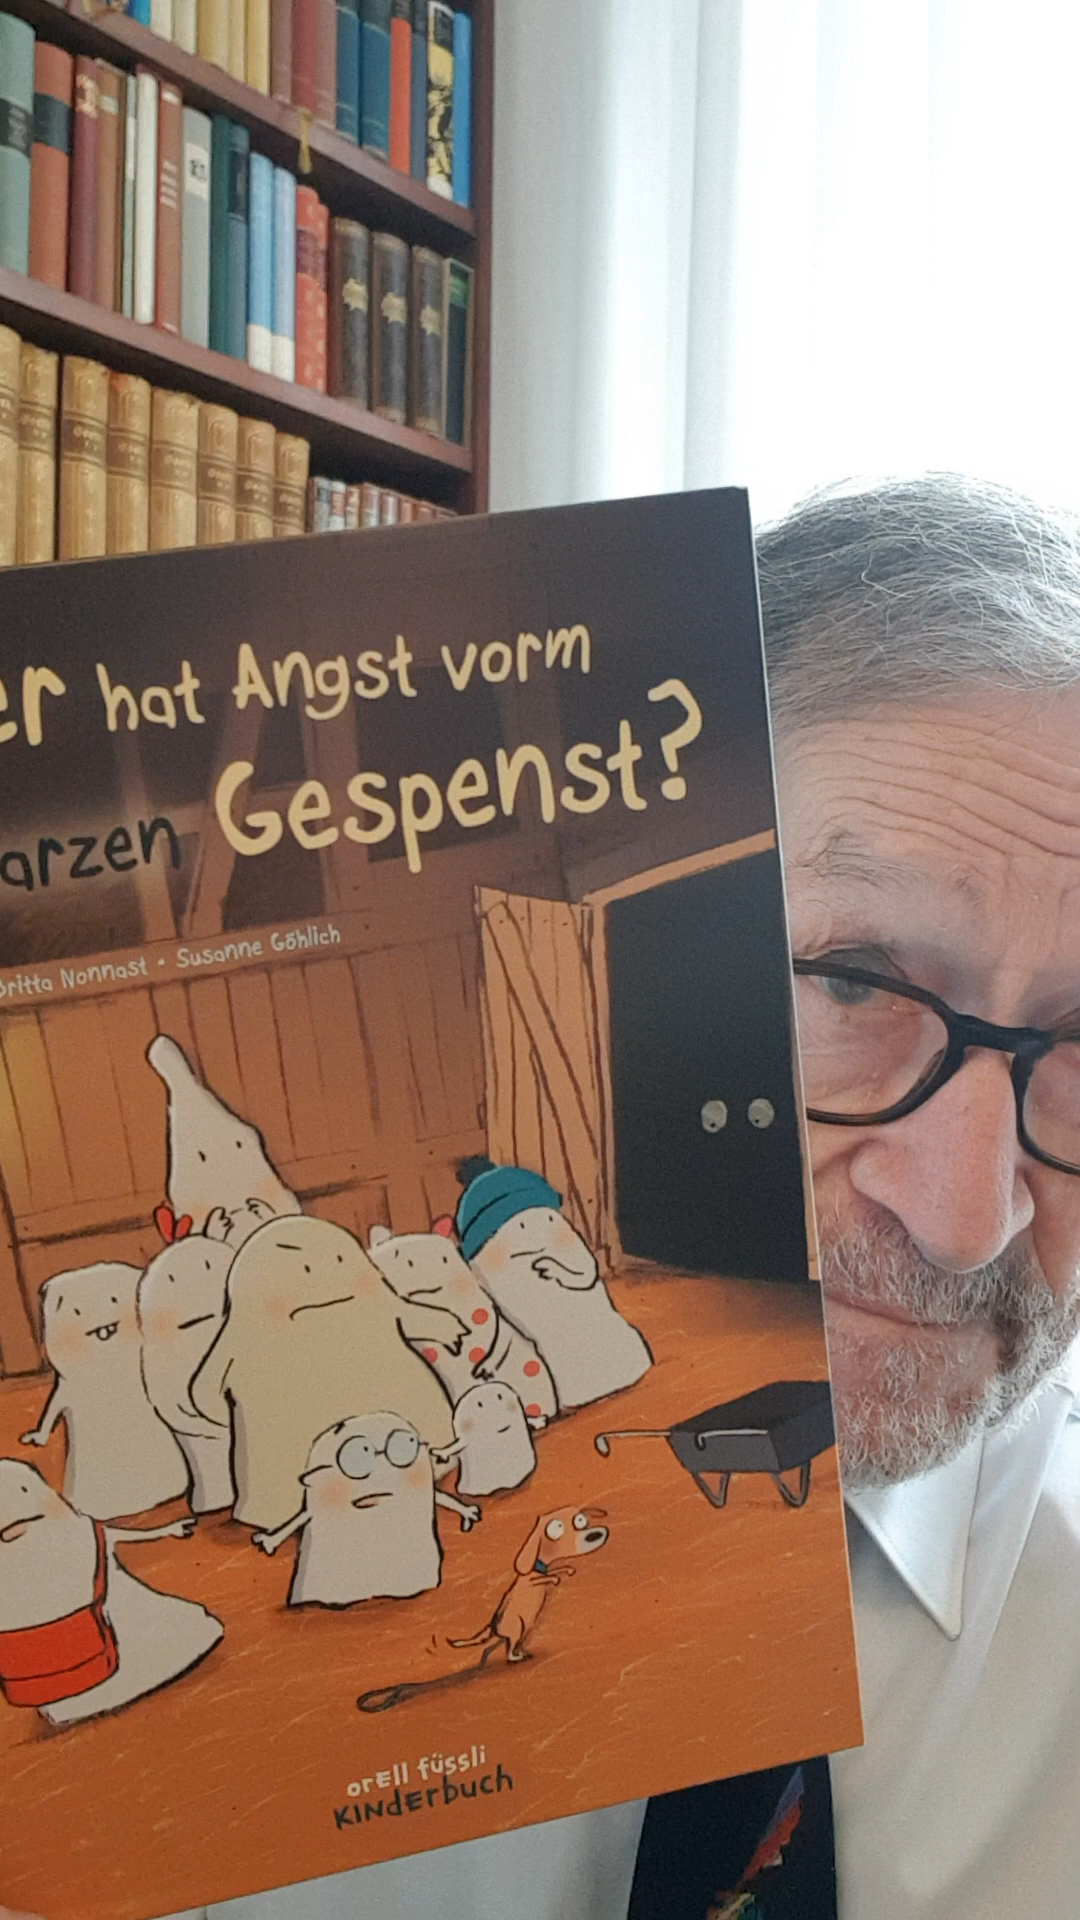 er hat Angst vorm
arzen Gespenst?
Britta Nonnast • Susanne Göhlich
orell füssli
KINdErbuch